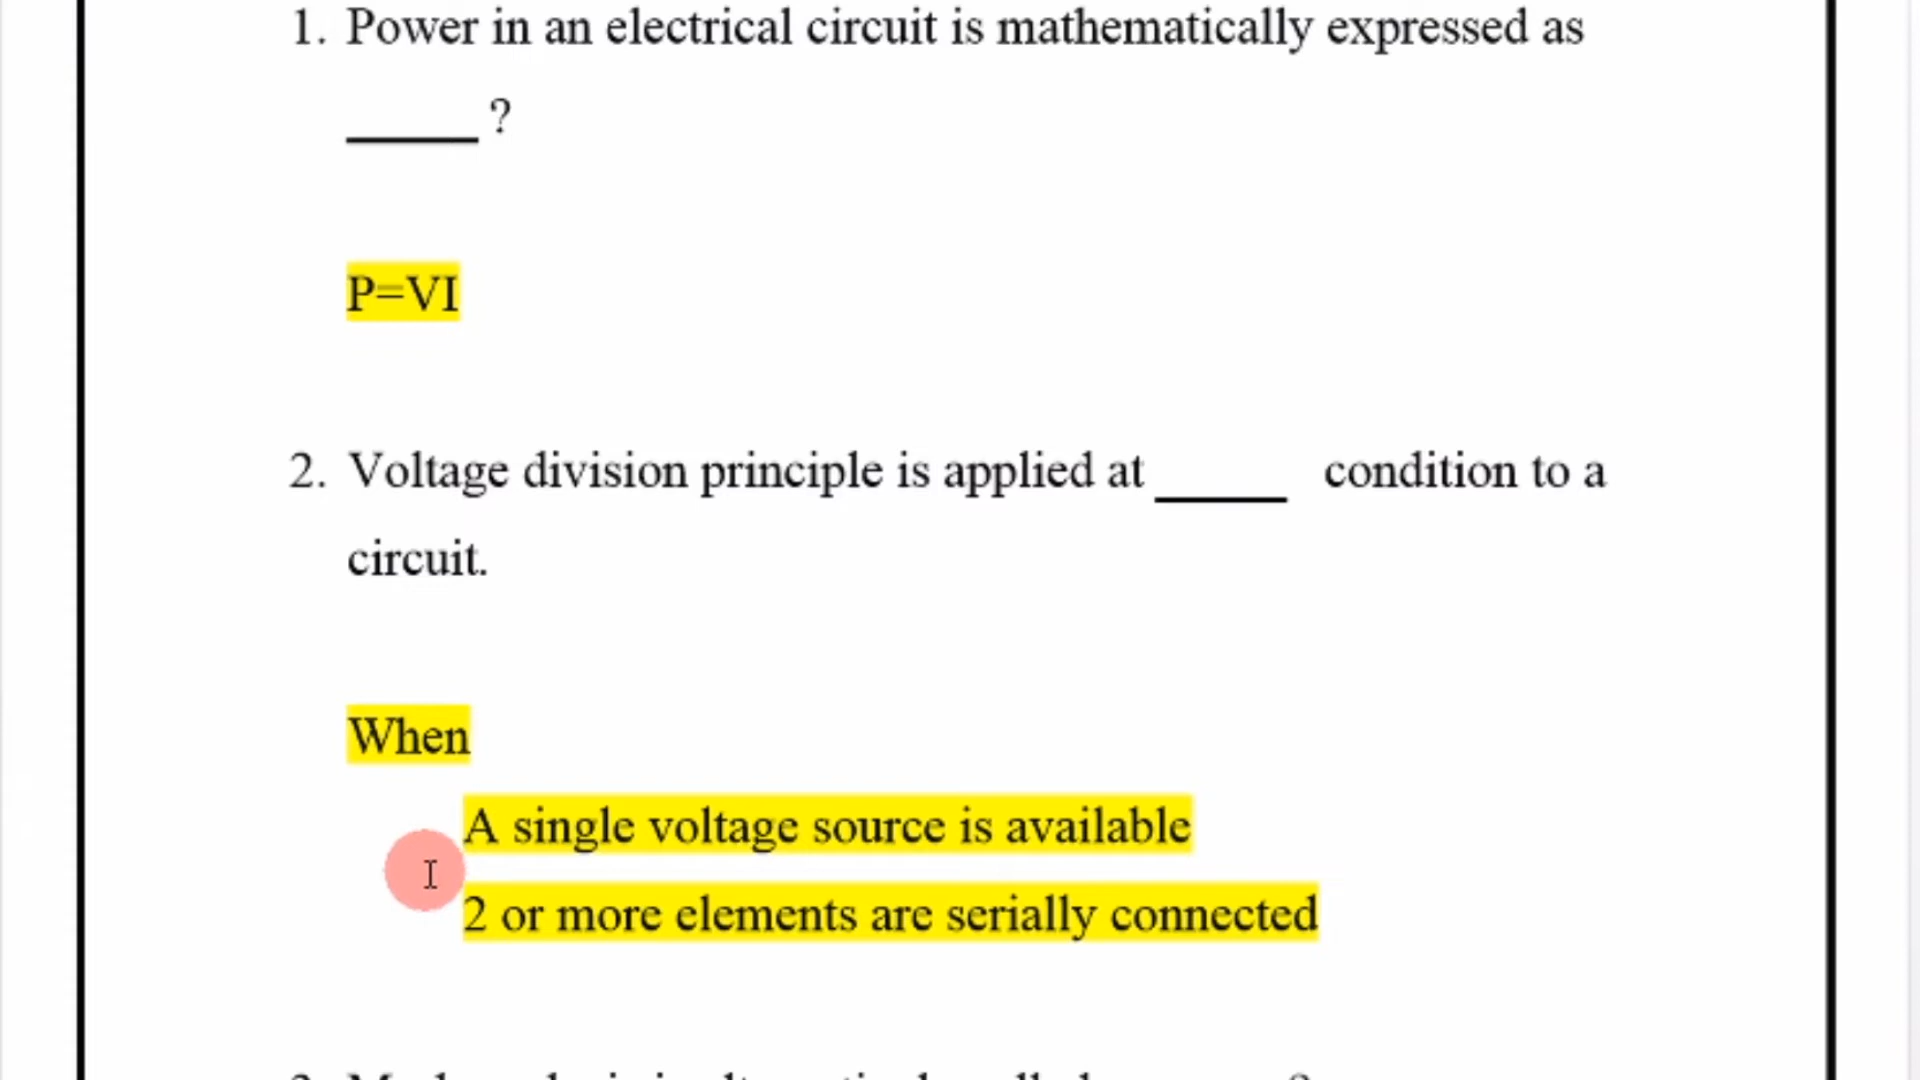 1. Power in an electrical circuit is mathematically expressed as
_____ ?
P=VI
2. Voltage division principle is applied at _____ condition to a
circuit.
When
A single voltage source is available
2 or more elements are serially connected